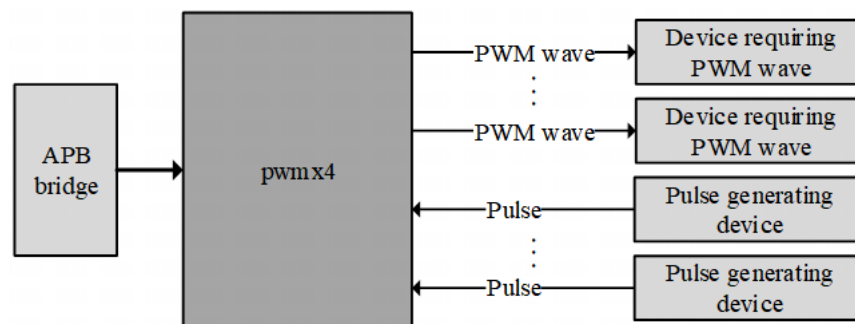 APB
bridge
pwmx4
PWM wave
PWM wave
Pulse
Pulse
Device requiring
PWM wave
Device requiring
PWM wave
Pulse generating
device
Pulse generating
device